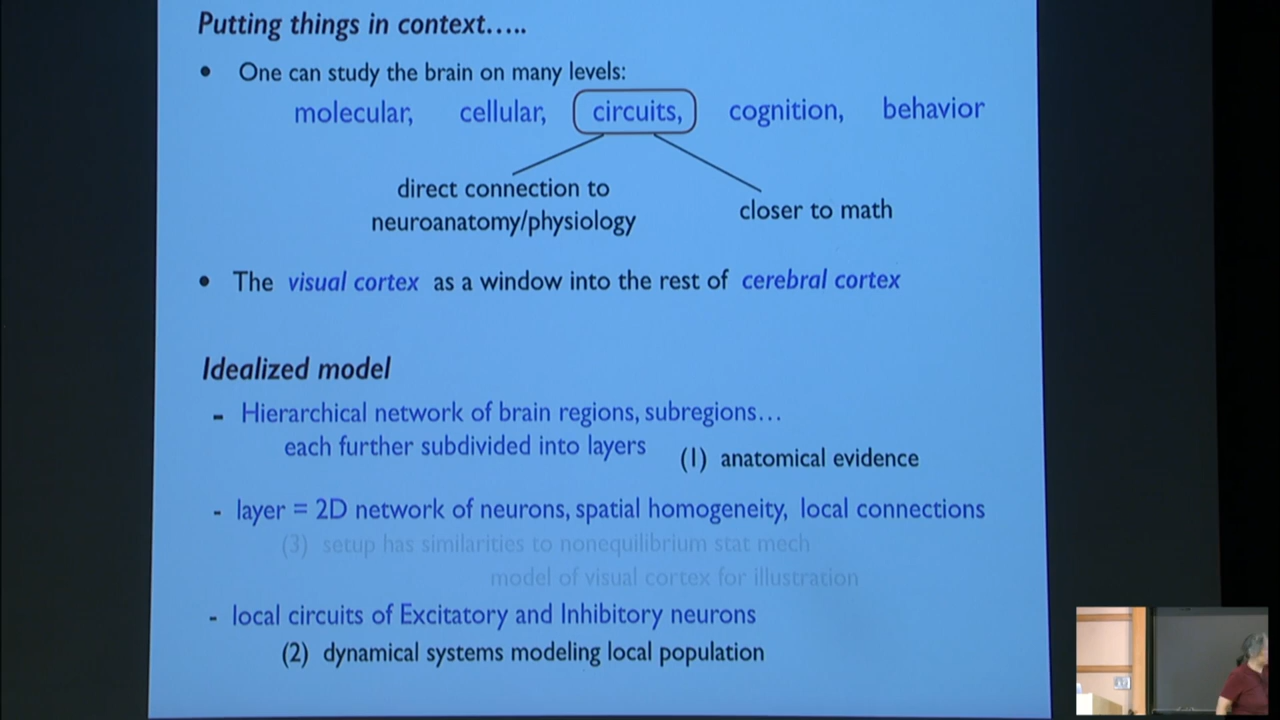 Putting things in context…..
• One can study the brain on many levels:
molecular, cellular, circuits, cognition, behavior
direct connection to
neuroanatomy/physiology
closer to math
• The visual cortex as a window into the rest of cerebral cortex
Idealized model
- Hierarchical network of brain regions, subregions…
each further subdivided into layers
(1) anatomical evidence
- layer = 2D network of neurons, spatial homogeneity, local connections
(3) setup has similarities to nonequilibrium stat mech
model of visual cortex for illustration
- local circuits of Excitatory and Inhibitory neurons
(2) dynamical systems modeling local population